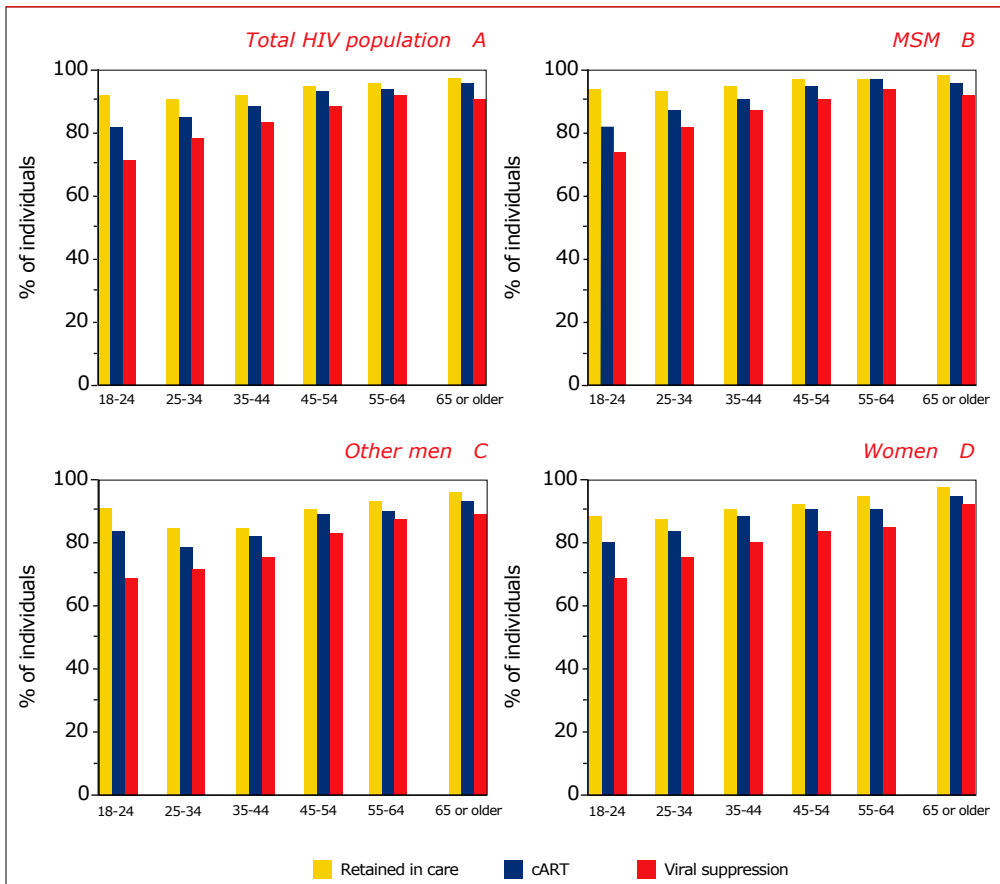 Total HIV population A
% of individuals
100
80
60
40
20
0
18-24 25-34 35-44 45-54 55-64 65 or older
MSM B
% of individuals
100
80
60
40
20
0
18-24 25-34 35-44 45-54 55-64 65 or older
Other men C
% of individuals
100
80
60
40
20
0
18-24 25-34 35-44 45-54 55-64 65 or older
Women D
% of individuals
100
80
60
40
20
0
18-24 25-34 35-44 45-54 55-64 65 or older
Retained in care cART Viral suppression